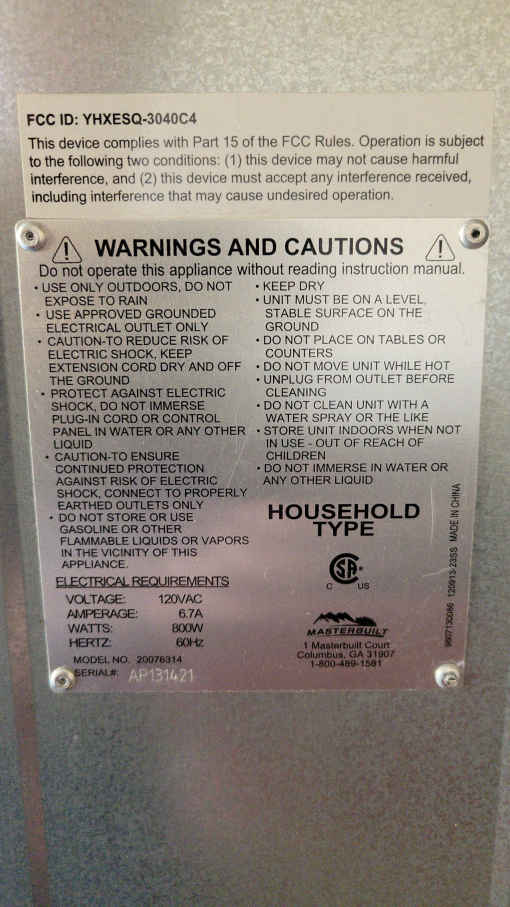 FCC ID: YHXESQ-3040C4
This device complies with Part 15 of the FCC Rules. Operation is subject
to the following two conditions: (1) this device may not cause harmful
interference, and (2) this device must accept any interference received,
including interference that may cause undesired operation.
WARNINGS AND CAUTIONS
Do not operate this appliance without reading instruction manual.
• USE ONLY OUTDOORS, DO NOT
EXPOSE TO RAIN
• USE APPROVED GROUNDED
ELECTRICAL OUTLET ONLY
• CAUTION-TO REDUCE RISK OF
ELECTRIC SHOCK, KEEP
EXTENSION CORD DRY AND OFF
THE GROUND
• PROTECT AGAINST ELECTRIC
SHOCK, DO NOT IMMERSE
PLUG-IN CORD OR CONTROL
PANEL IN WATER OR ANY OTHER
LIQUID
• CAUTION-TO ENSURE
CONTINUED PROTECTION
AGAINST RISK OF ELECTRIC
SHOCK, CONNECT TO PROPERLY
EARTHED OUTLETS ONLY
• DO NOT STORE OR USE
GASOLINE OR OTHER
FLAMMABLE LIQUIDS OR VAPORS
IN THE VICINITY OF THIS
APPLIANCE.
• KEEP DRY
• UNIT MUST BE ON A LEVEL,
STABLE SURFACE ON THE
GROUND
• DO NOT PLACE ON TABLES OR
COUNTERS
• DO NOT MOVE UNIT WHILE HOT
• UNPLUG FROM OUTLET BEFORE
CLEANING
• DO NOT CLEAN UNIT WITH A
WATER SPRAY OR THE LIKE
• STORE UNIT INDOORS WHEN NOT
IN USE - OUT OF REACH OF
CHILDREN
• DO NOT IMMERSE IN WATER OR
ANY OTHER LIQUID
HOUSEHOLD
TYPE
ELECTRICAL REQUIREMENTS
VOLTAGE: 120VAC
AMPERAGE: 6.7A
WATTS: 800W
HERTZ: 60Hz
MODEL NO. 20076314
SERIAL#: AP131421
CSA
C US
MASTERBUILT
1 Masterbuilt Court
Columbus, GA 31907
1-800-489-1581
9807130086 120913-23SS MADE IN CHINA